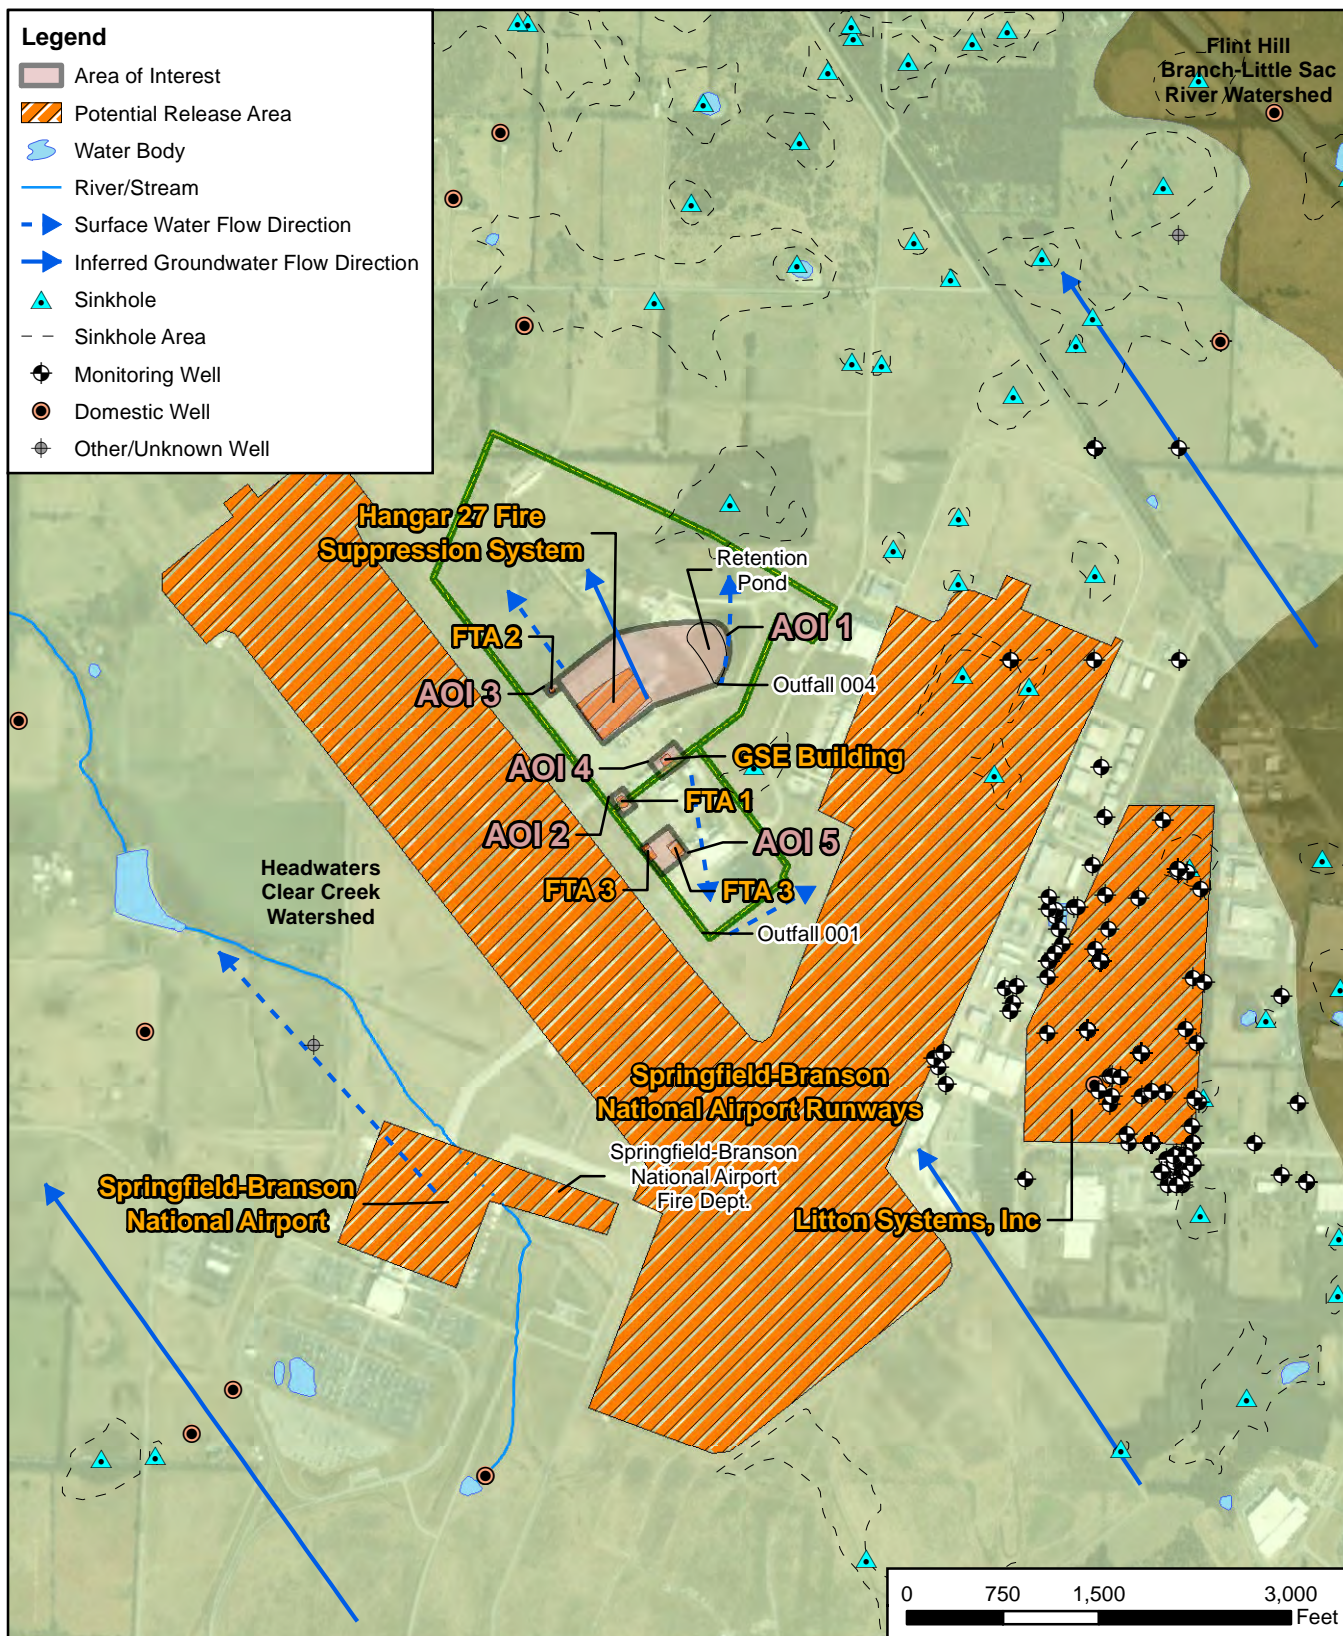 Legend
Area of Interest
Potential Release Area
Water Body
River/Stream
Surface Water Flow Direction
Inferred Groundwater Flow Direction
Sinkhole
Sinkhole Area
Monitoring Well
Domestic Well
Other/Unknown Well
Flint Hill
Branch-Little Sac
River Watershed
Hangar 27 Fire
Suppression System
Retention
Pond
FTA 2
AOI 1
AOI 3
Outfall 004
AOI 4
GSE Building
FTA 1
AOI 2
AOI 5
FTA 3
FTA 3
Outfall 001
Headwaters
Clear Creek
Watershed
Springfield-Branson
National Airport Runways
Springfield-Branson
National Airport
Fire Dept.
Springfield-Branson
National Airport
Litton Systems, Inc
0 750 1,500 3,000
Feet